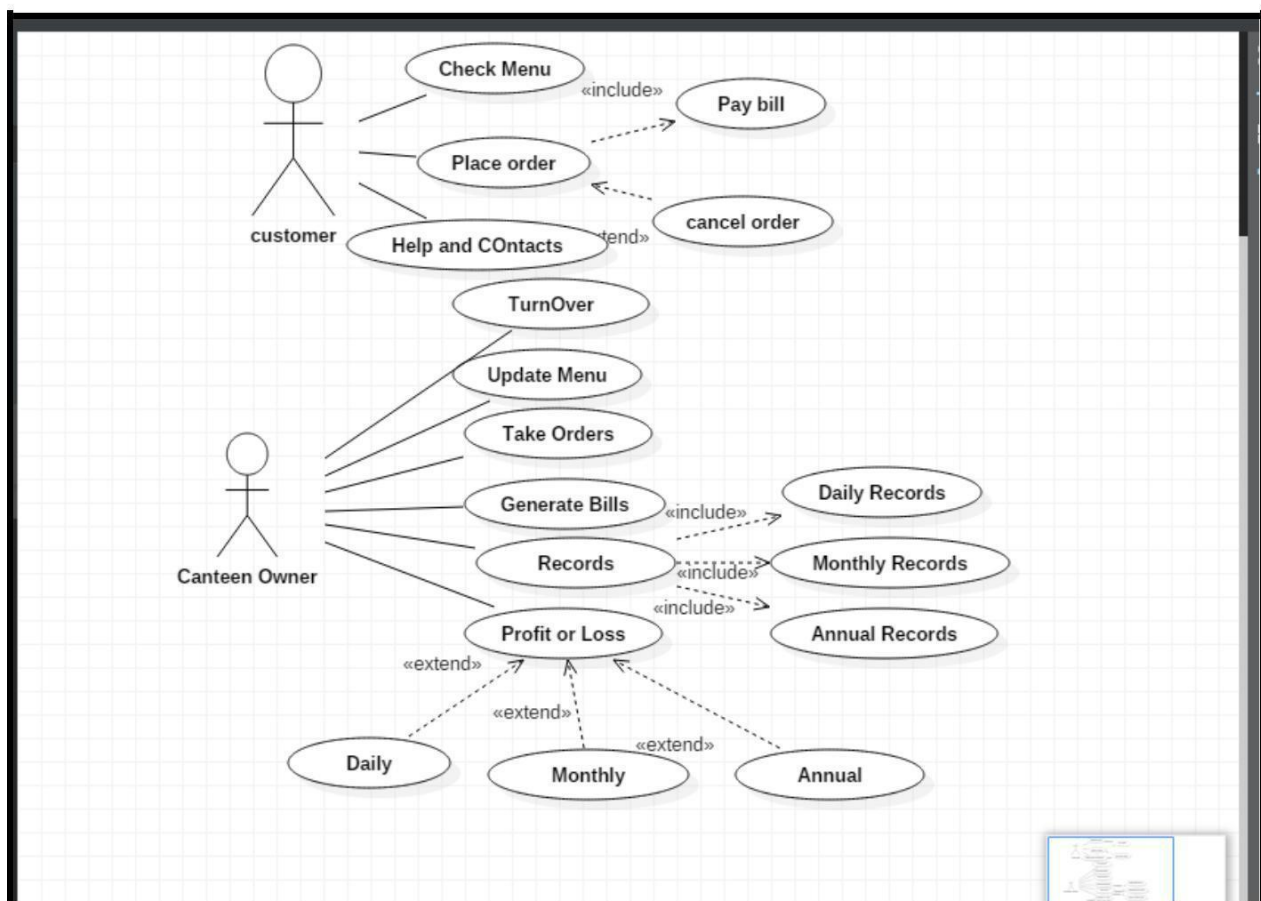 Check Menu
«include»
Pay bill
Place order
cancel order
customer
Help and COntacts
tend»
TurnOver
Update Menu
Take Orders
Daily Records
Generate Bills
«include»
Records
Monthly Records
«include»
Canteen Owner
«include»
Profit or Loss
Annual Records
«extend»
«extend»
«extend»
Daily
Monthly
Annual